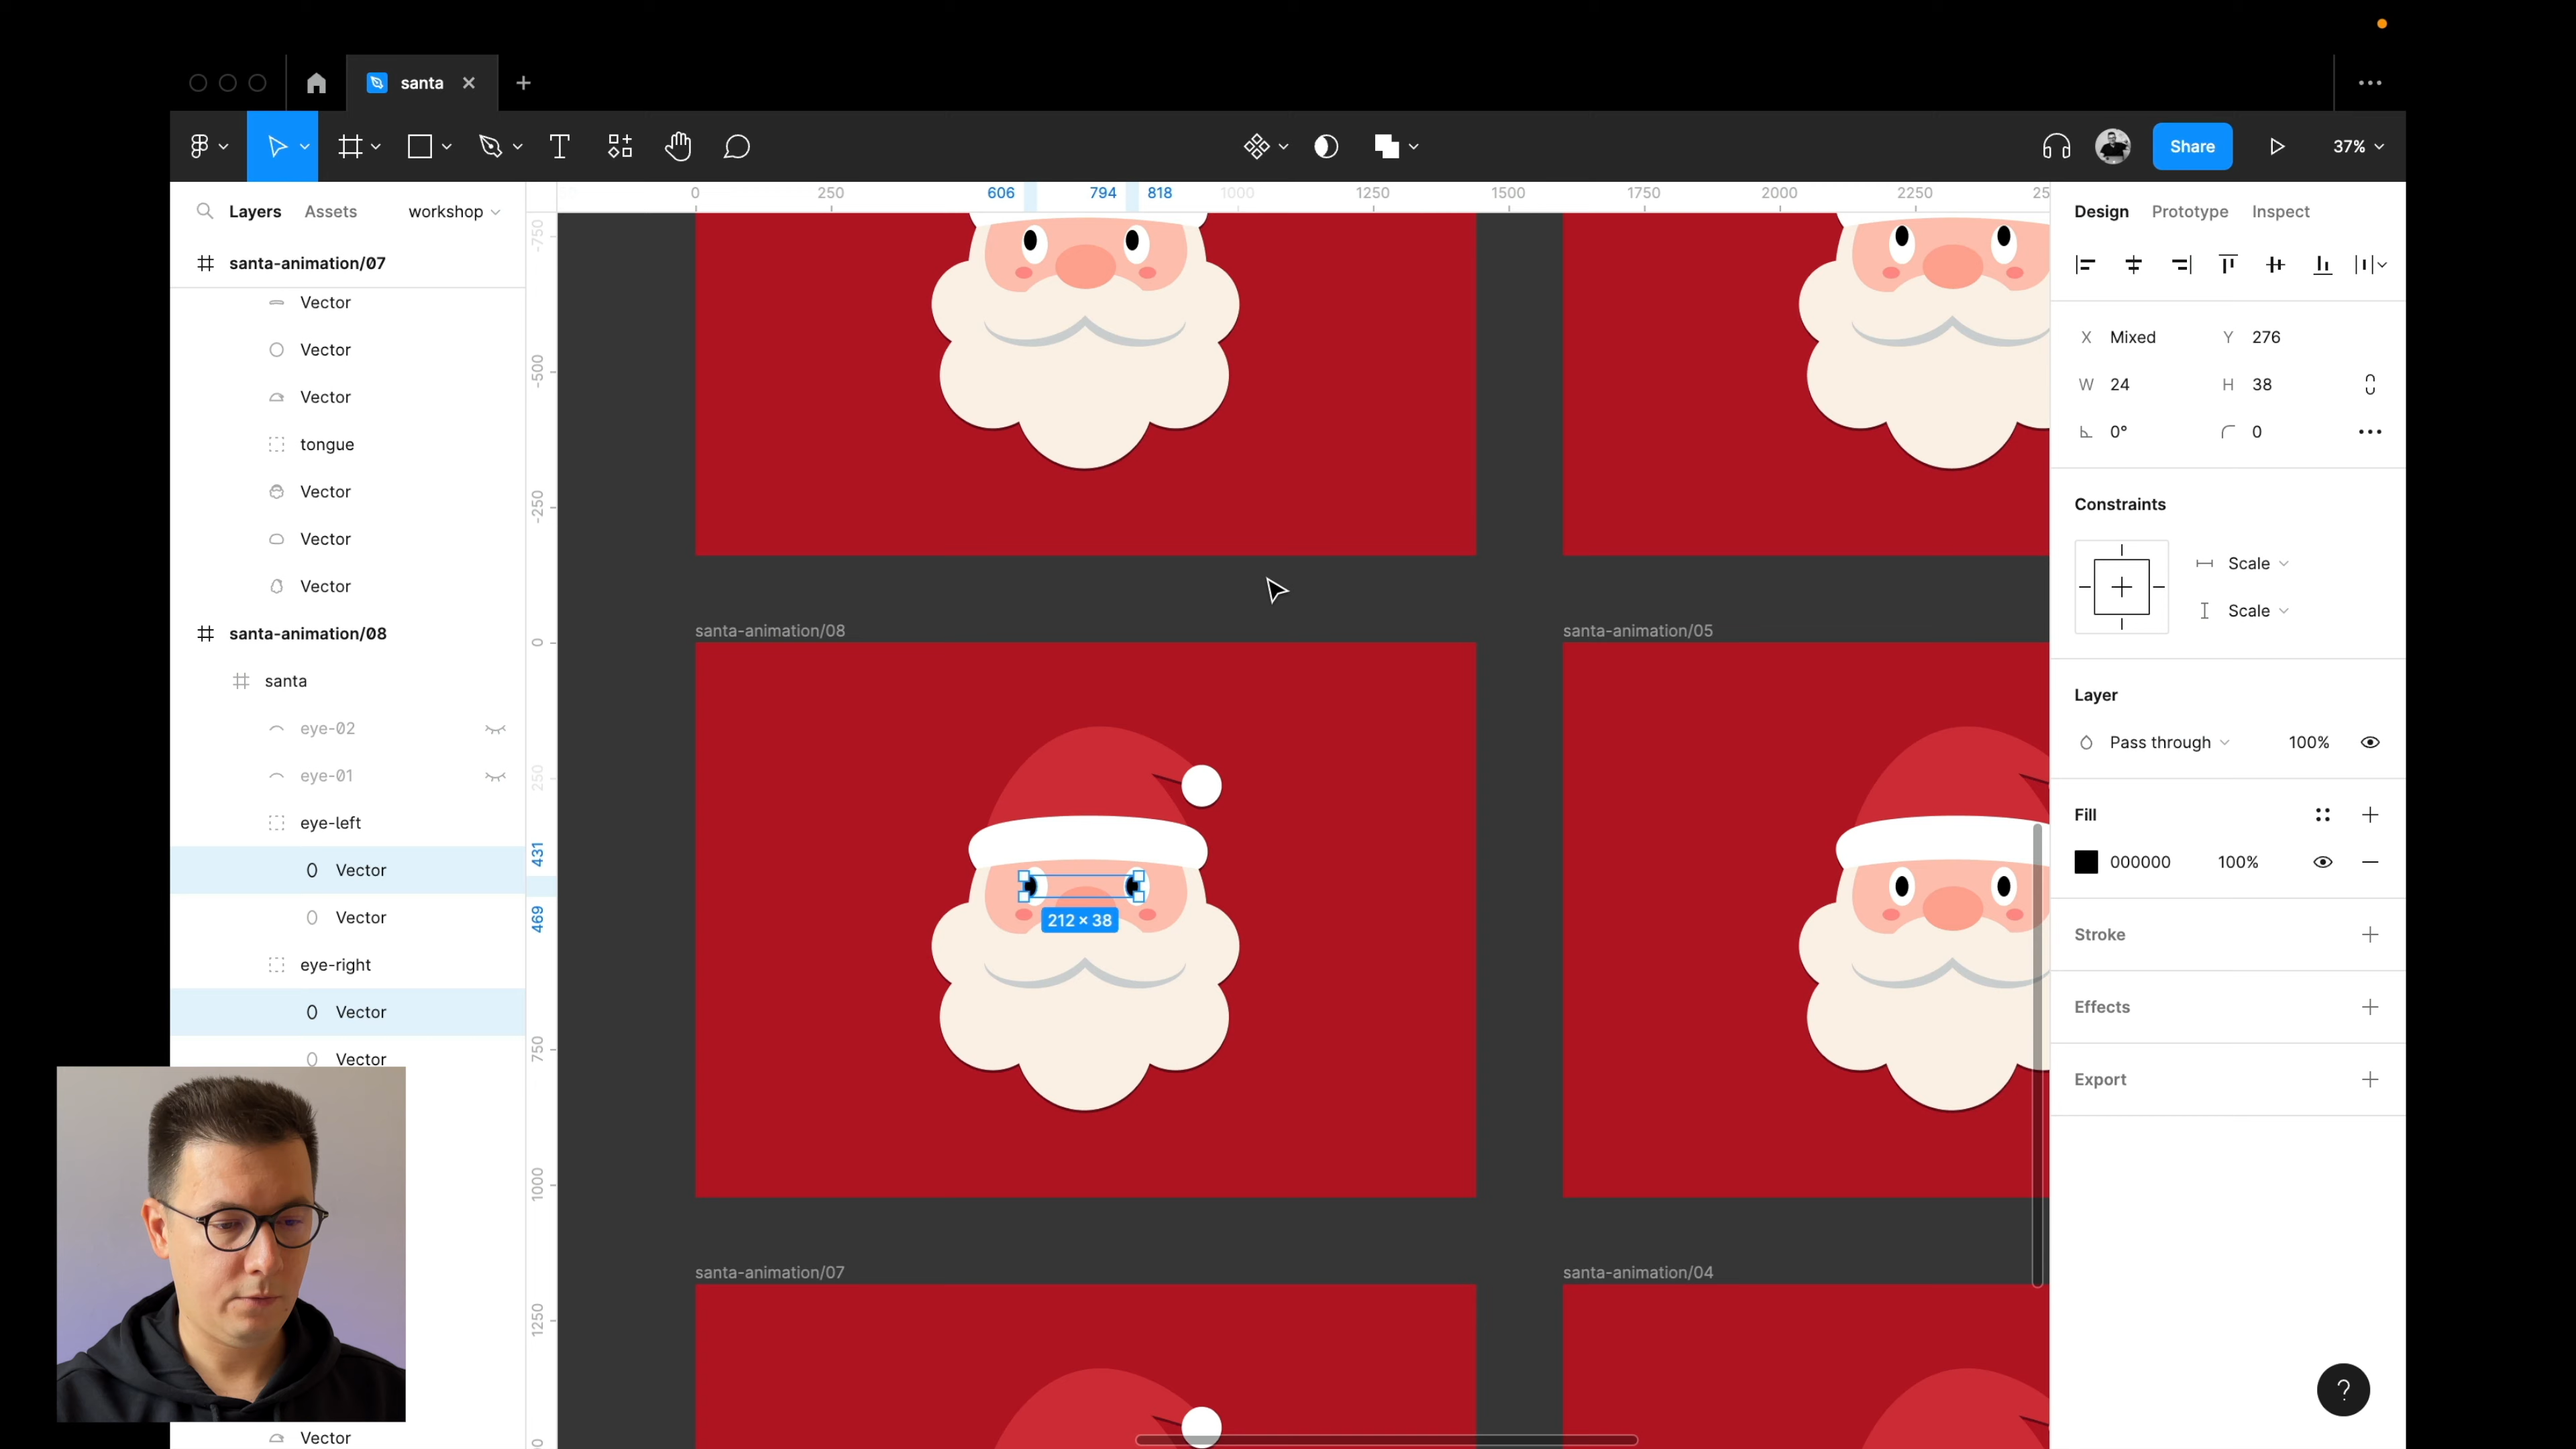 santa
Share
37%
Layers
Assets
workshop
santa-animation/07
Vector
Vector
Vector
tongue
Vector
Vector
Vector
santa-animation/08
santa
eye-02
eye-01
eye-left
Vector
Vector
eye-right
Vector
Vector
Vector
0
250
606
794
818
1000
1250
1500
1750
2000
2250
-750
-500
-250
0
250
431
469
750
1000
1250
santa-animation/08
santa-animation/05
212 × 38
santa-animation/07
santa-animation/04
Design
Prototype
Inspect
X Mixed
Y 276
W 24
H 38
0°
0
Constraints
Scale
Scale
Layer
Pass through
100%
Fill
000000
100%
Stroke
Effects
Export
?